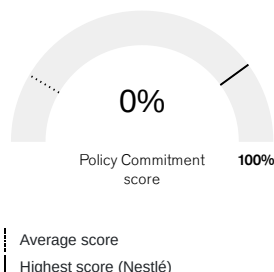 0%
Policy Commitment 100%
score
Average score
Highest score (Nestlé)